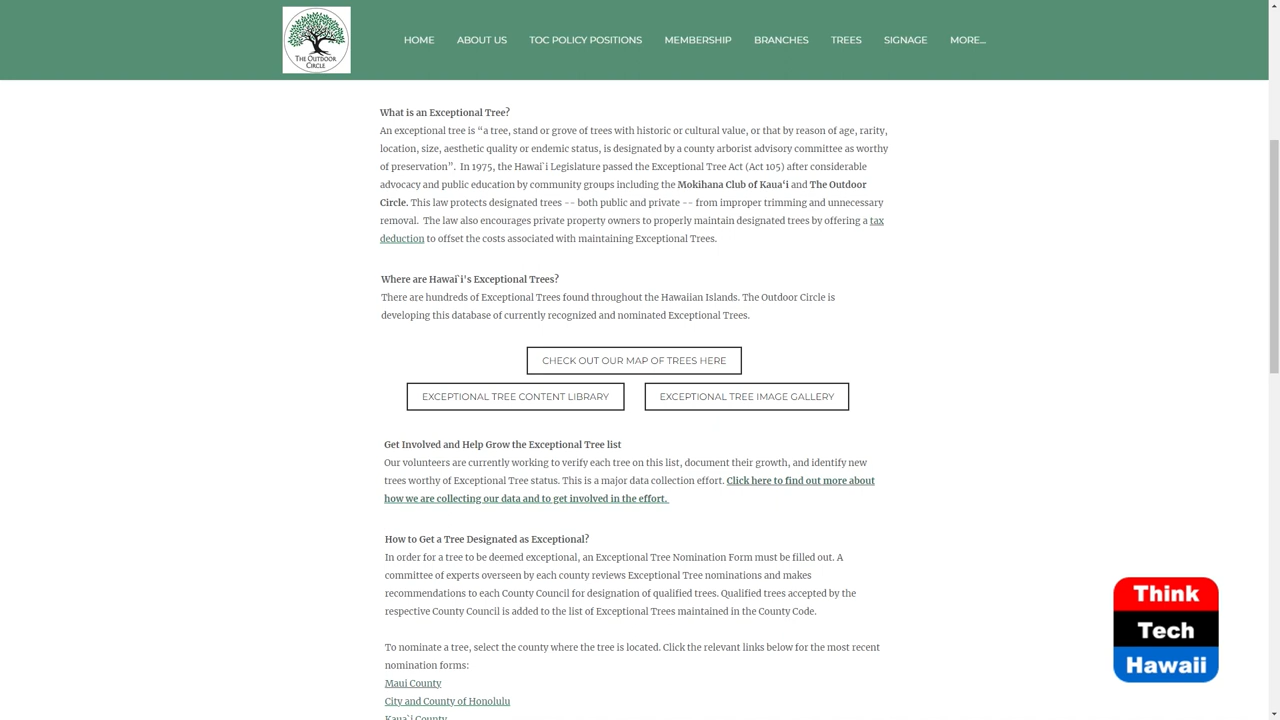 THE OUTDOOR
CIRCLE
HOME ABOUT US TOC POLICY POSITIONS MEMBERSHIP BRANCHES TREES SIGNAGE MORE...
What is an Exceptional Tree?
An exceptional tree is “a tree, stand or grove of trees with historic or cultural value, or that by reason of age, rarity,
location, size, aesthetic quality or endemic status, is designated by a county arborist advisory committee as worthy
of preservation”.  In 1975, the Hawai`i Legislature passed the Exceptional Tree Act (Act 105) after considerable
advocacy and public education by community groups including the Mokihana Club of Kaua‘i and The Outdoor
Circle. This law protects designated trees -- both public and private -- from improper trimming and unnecessary
removal.  The law also encourages private property owners to properly maintain designated trees by offering a tax
deduction to offset the costs associated with maintaining Exceptional Trees.
Where are Hawai`i's Exceptional Trees?
There are hundreds of Exceptional Trees found throughout the Hawaiian Islands. The Outdoor Circle is
developing this database of currently recognized and nominated Exceptional Trees.
CHECK OUT OUR MAP OF TREES HERE
EXCEPTIONAL TREE CONTENT LIBRARY EXCEPTIONAL TREE IMAGE GALLERY
Get Involved and Help Grow the Exceptional Tree list
Our volunteers are currently working to verify each tree on this list, document their growth, and identify new
trees worthy of Exceptional Tree status. This is a major data collection effort. Click here to find out more about
how we are collecting our data and to get involved in the effort.
How to Get a Tree Designated as Exceptional?
In order for a tree to be deemed exceptional, an Exceptional Tree Nomination Form must be filled out. A
committee of experts overseen by each county reviews Exceptional Tree nominations and makes
recommendations to each County Council for designation of qualified trees. Qualified trees accepted by the
respective County Council is added to the list of Exceptional Trees maintained in the County Code.
To nominate a tree, select the county where the tree is located. Click the relevant links below for the most recent
nomination forms:
Maui County
City and County of Honolulu
Kaua`i County
Think
Tech
Hawaii